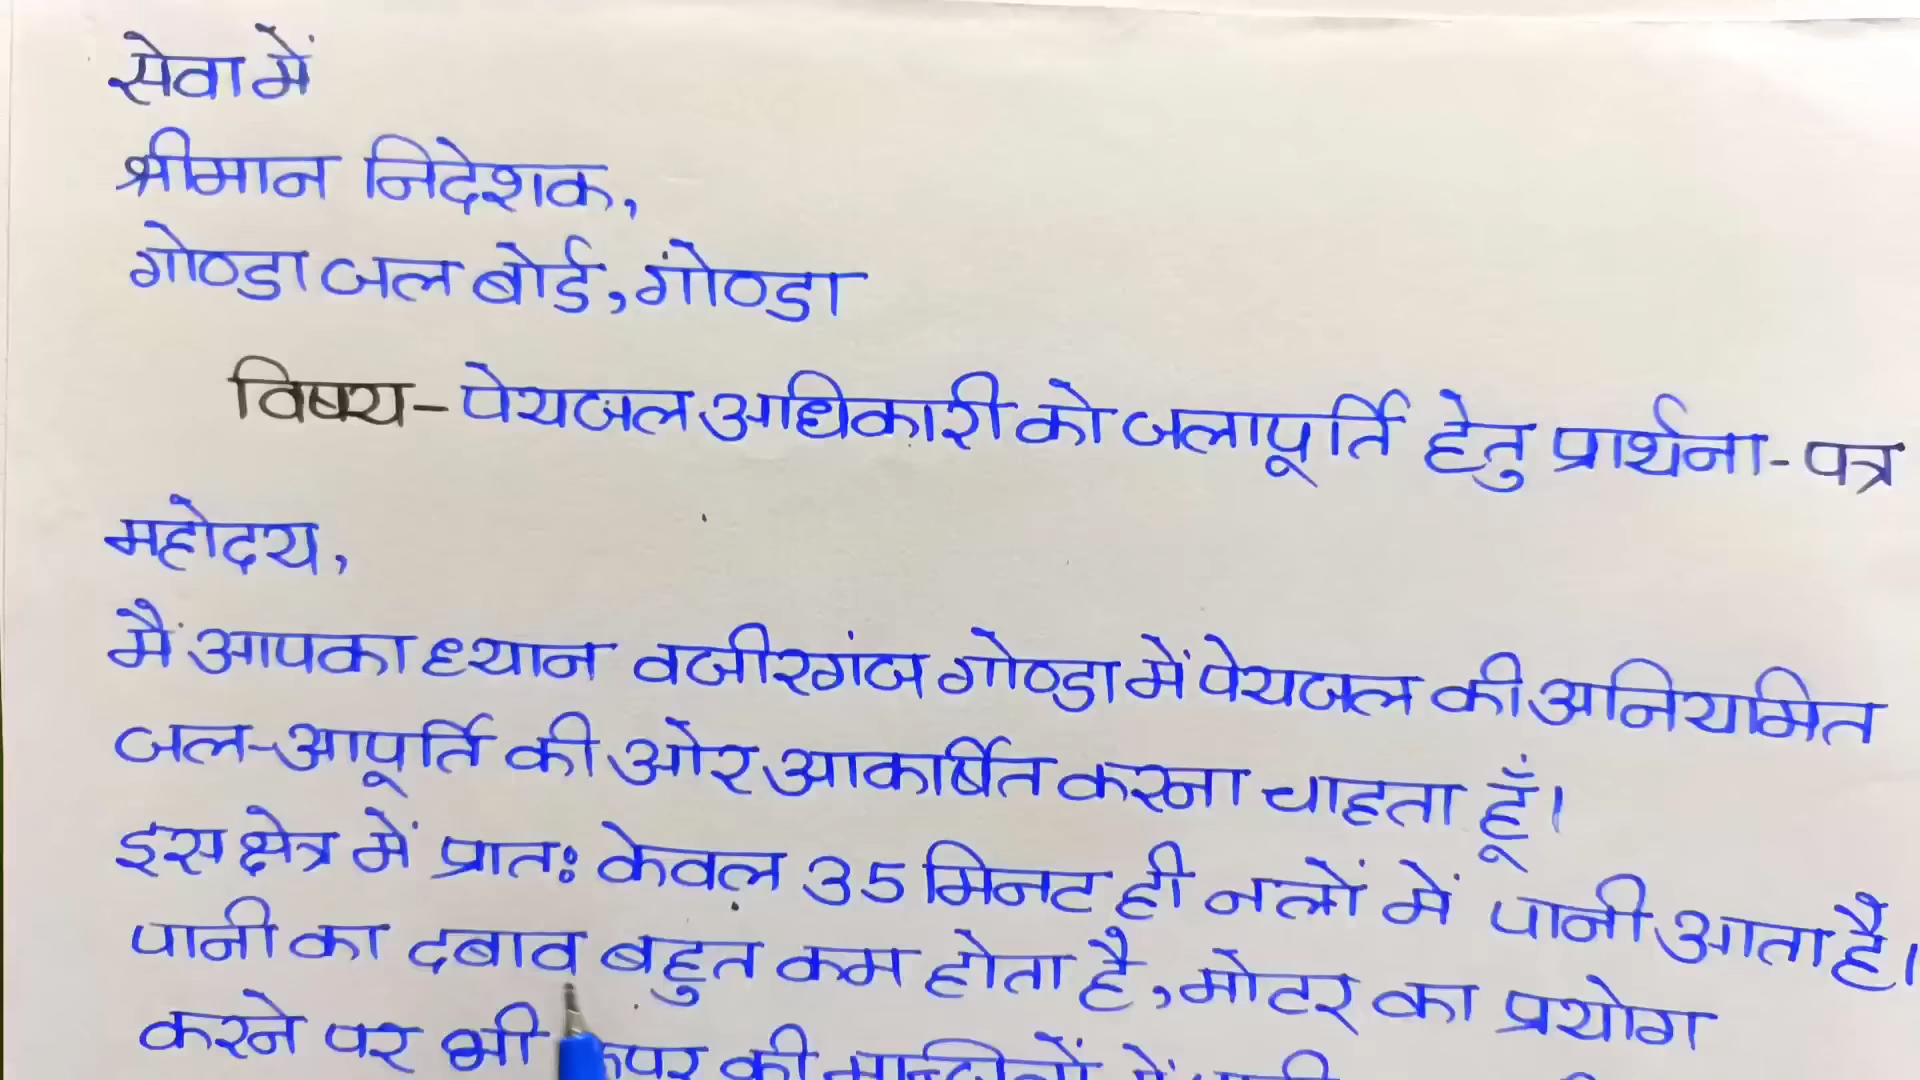 सेवा में
श्रीमान निदेशक,
गोण्डा जल बोर्ड, गोण्डा
विषय - पेयजल अधिकारी को जलापूर्ति हेतु प्रार्थना - पत्र
महोदय,
मैं आपका ध्यान वजीरगंज गोण्डा में पेयजल की अनियमित
जल-आपूर्ति की ओर आकर्षित करना चाहता हूँ।
इस क्षेत्र में प्रातः केवल 35 मिनट ही नलों में पानी आता है।
पानी का दबाव बहुत कम होता है, मोटर का प्रयोग
करने पर भी ऊपर की में